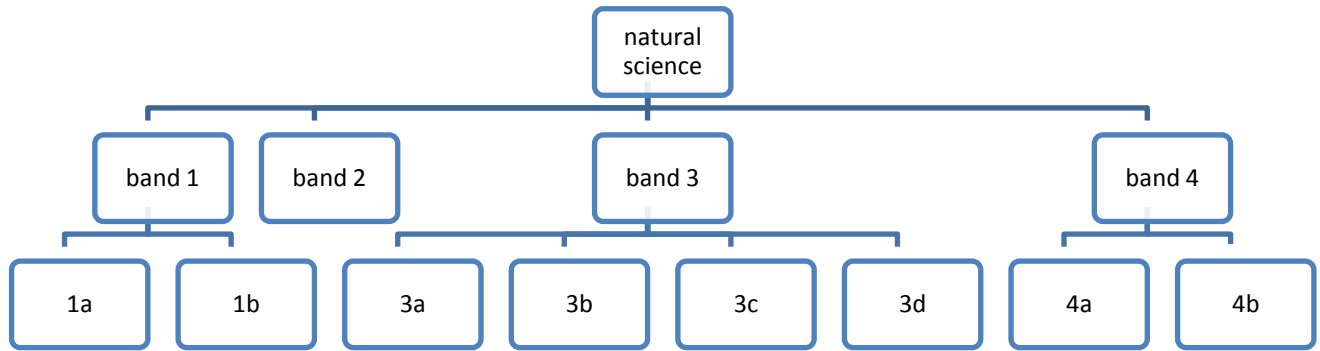 natural
science
band 1
band 2
band 3
band 4
1a
1b
3a
3b
3c
3d
4a
4b